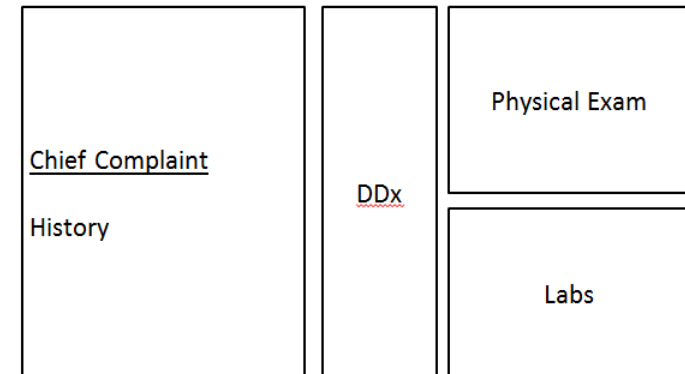 Chief Complaint
History
DDx
Physical Exam
Labs